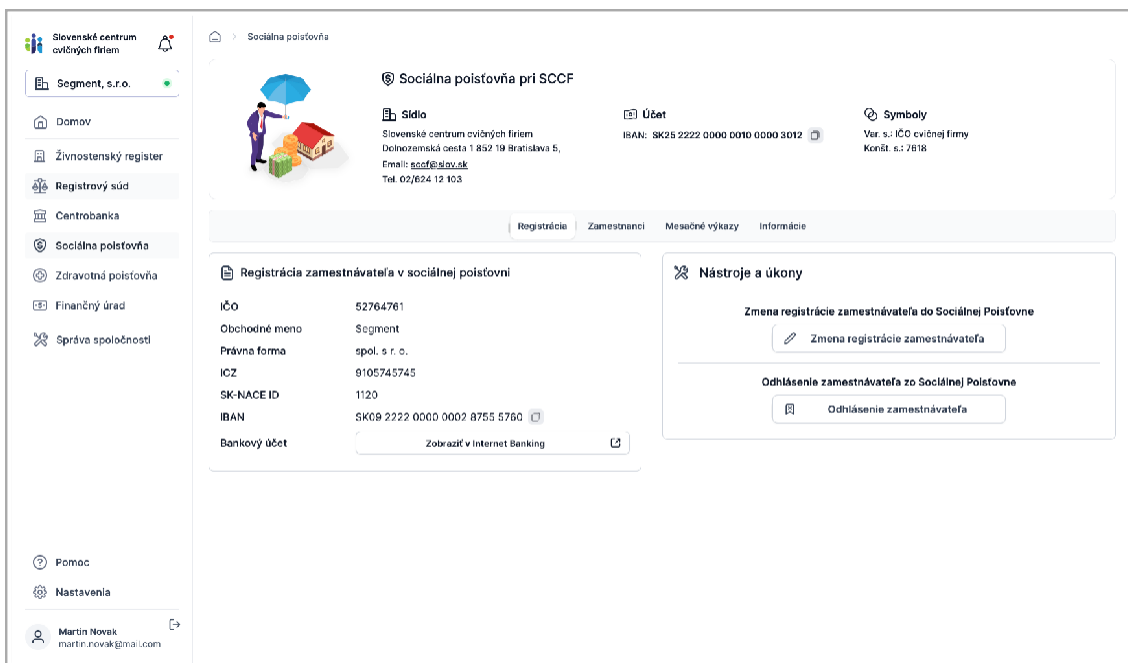 Slovenské centrum
cvičných firiem
Segment, s.r.o.
Domov
Živnostenský register
Registrový súd
Centrobanka
Sociálna poisťovňa
Zdravotná poisťovňa
Finančný úrad
Správa spoločnosti
Pomoc
Nastavenia
Martin Novak
martin.novak@mail.com
Sociálna poisťovňa
Sociálna poisťovňa pri SCCF
Sídlo
Slovenské centrum cvičných firiem
Dolnozemská cesta 1 852 19 Bratislava 5,
Email: sccf@siov.sk
Tel. 02/624 12 103
Účet
IBAN: SK25 2222 0000 0010 0000 3012
Symboly
Var. s.: IČO cvičnej firmy
Konšt. s.: 7618
Registrácia Zamestnanci Mesačné výkazy Informácie
Registrácia zamestnávateľa v sociálnej poisťovni
IČO 52764761
Obchodné meno Segment
Právna forma spol. s r. o.
ICZ 9105745745
SK-NACE ID 1120
IBAN SK09 2222 0000 0002 8755 5760
Bankový účet Zobraziť v Internet Banking
Nástroje a úkony
Zmena registrácie zamestnávateľa do Sociálnej Poisťovne
Zmena registrácie zamestnávateľa
Odhlásenie zamestnávateľa zo Sociálnej Poisťovne
Odhlásenie zamestnávateľa